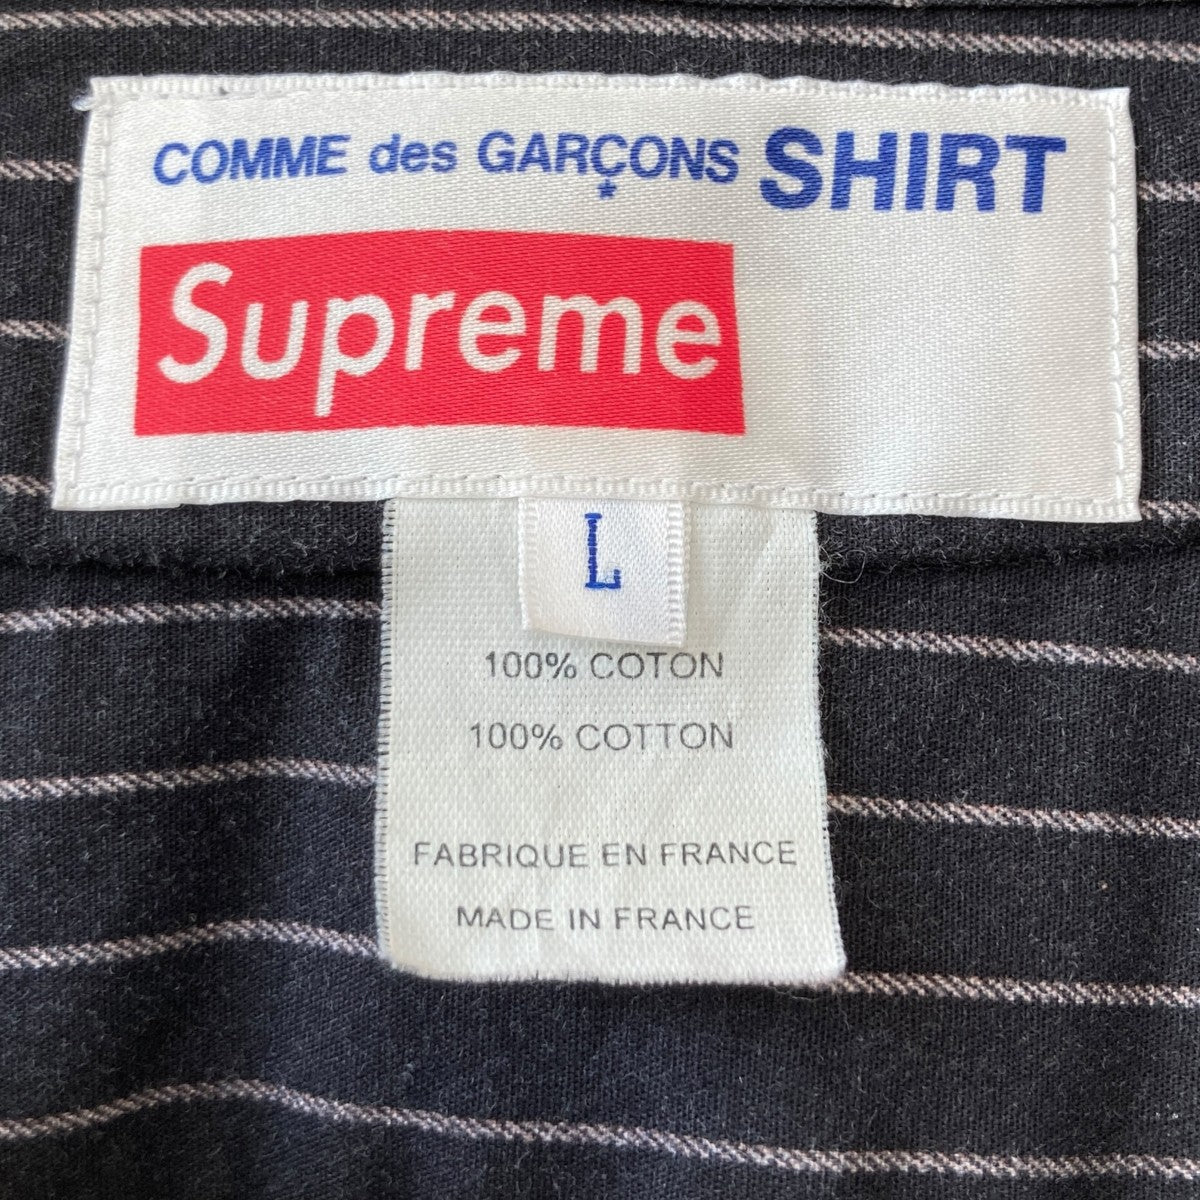 COMME des GARÇONS SHIRT
Supreme
L
100% COTON
100% COTTON
FABRIQUE EN FRANCE
MADE IN FRANCE